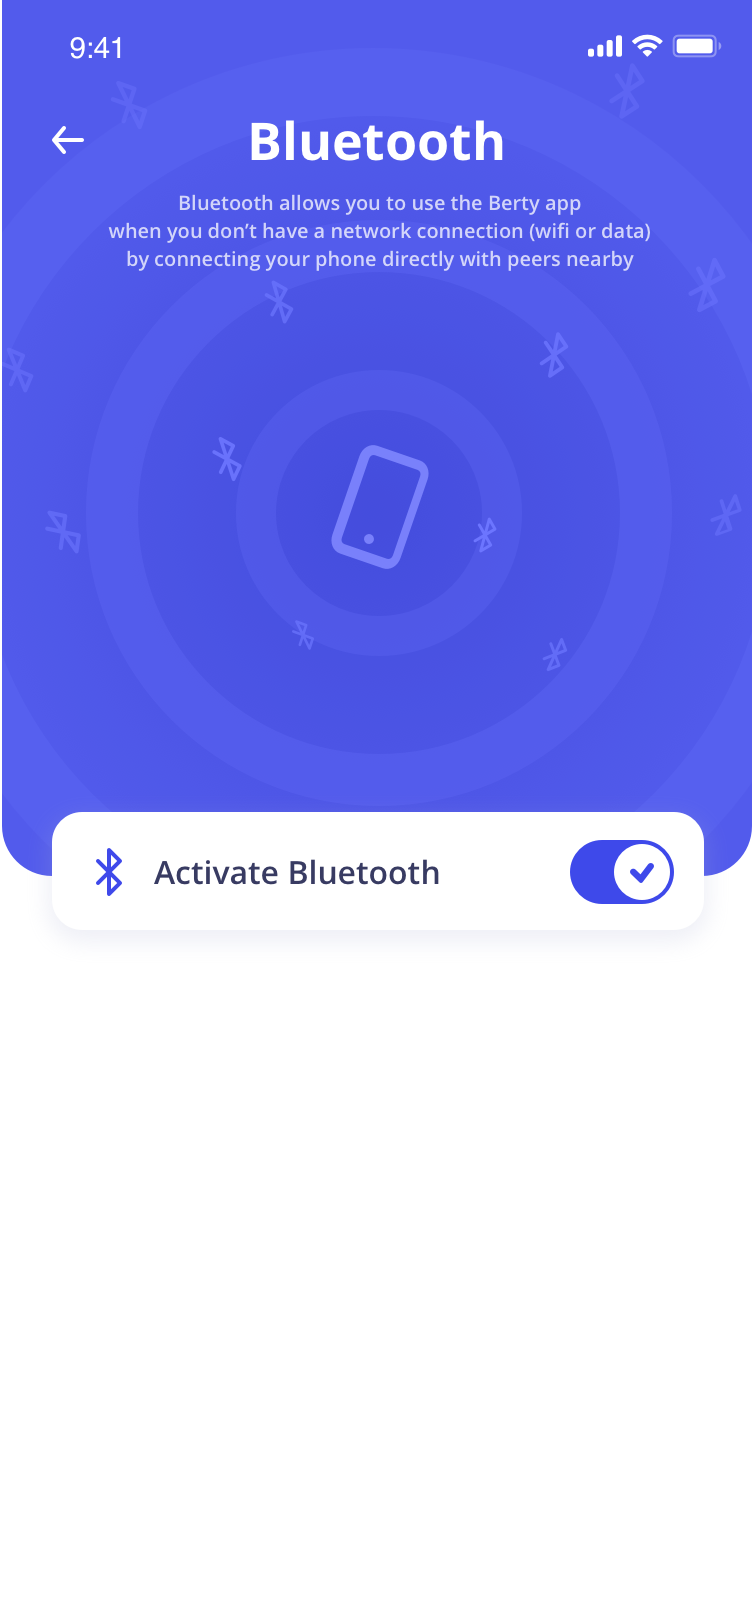 9:41
Bluetooth
Bluetooth allows you to use the Berty app
when you don’t have a network connection (wifi or data)
by connecting your phone directly with peers nearby
Activate Bluetooth